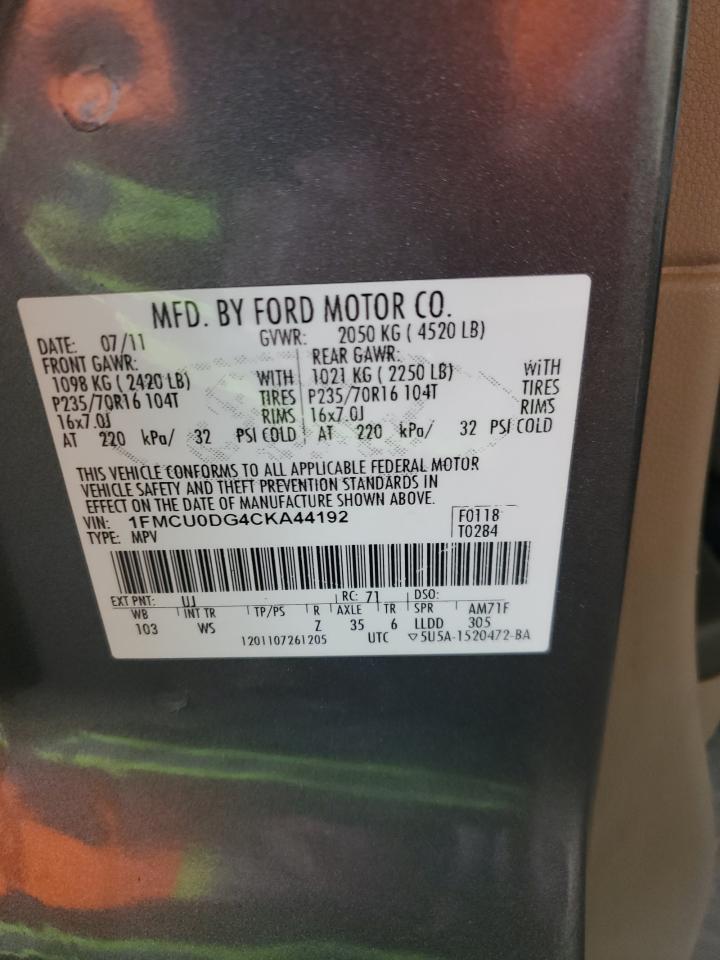 MFD. BY FORD MOTOR CO.
DATE: 07/11 GVWR: 2050 KG ( 4520 LB)
FRONT GAWR: REAR GAWR:
1098 KG ( 2420 LB) WITH 1021 KG ( 2250 LB) WITH
P235/70R16 104T TIRES P235/70R16 104T TIRES
16x7.0J RIMS 16x7.0J RIMS
AT 220 kPa/ 32 PSI COLD AT 220 kPa/ 32 PSI COLD
THIS VEHICLE CONFORMS TO ALL APPLICABLE FEDERAL MOTOR
VEHICLE SAFETY AND THEFT PREVENTION STANDARDS IN
EFFECT ON THE DATE OF MANUFACTURE SHOWN ABOVE.
VIN: 1FMCU0DG4CKA44192 F0118
TYPE: MPV T0284
EXT PNT: UJ RC: 71 DSO:
WB INT TR TP/PS R AXLE TR SPR AM71F
103 WS Z 35 6 LLDD 305
1201107261205 UTC ▽5U5A-1520472-BA